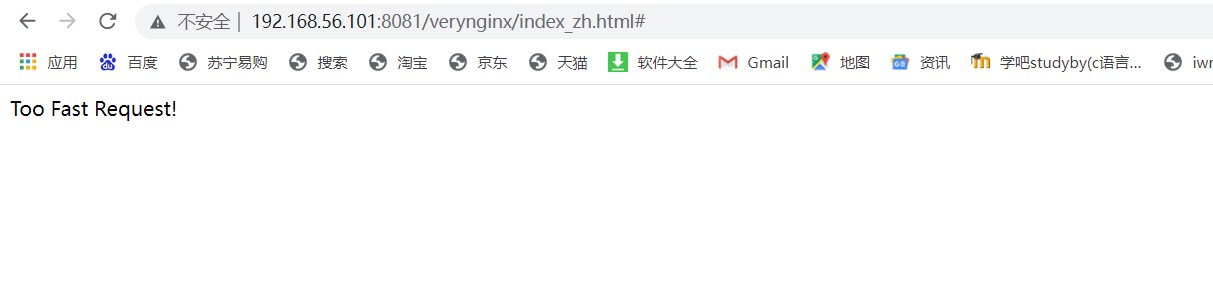 不安全 | 192.168.56.101:8081/verynginx/index_zh.html#
应用 百度 苏宁易购 搜索 淘宝 京东 天猫 软件大全 Gmail 地图 资讯 学吧studyby(c语言... iwr
Too Fast Request!